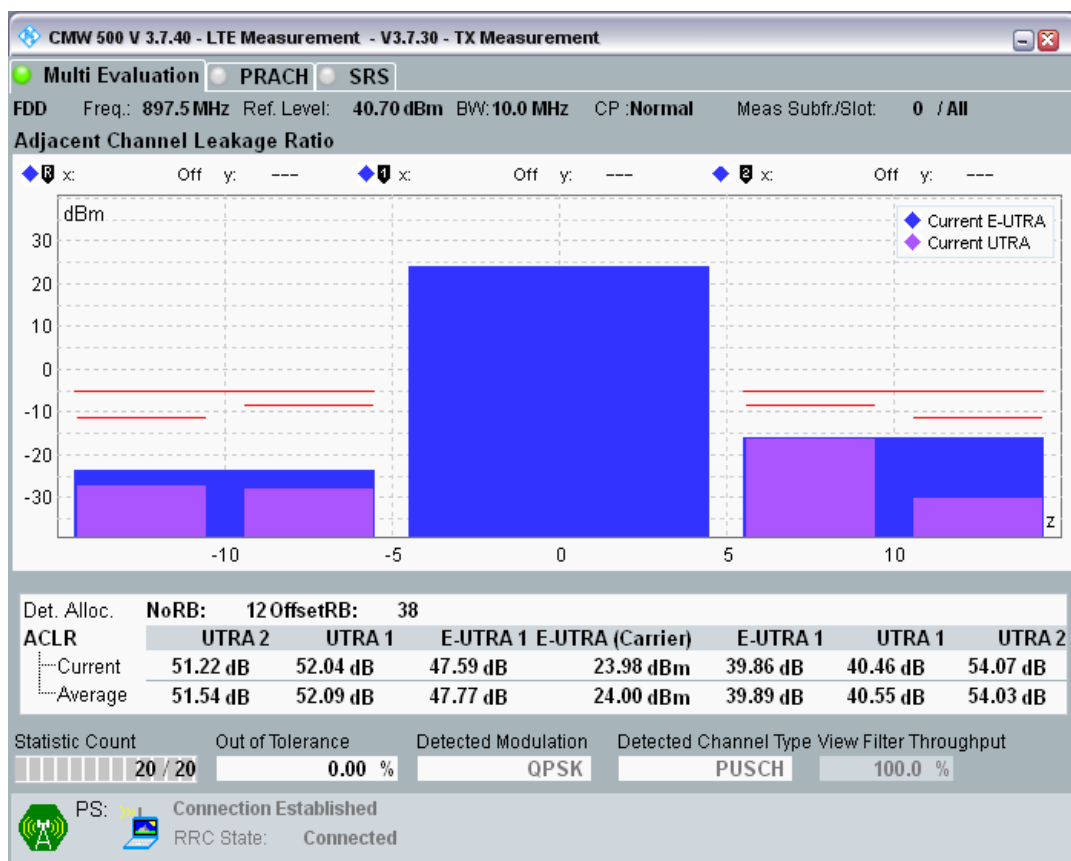 CMW 500 V 3.7.40 - LTE Measurement - V3.7.30 - TX Measurement
Multi Evaluation PRACH SRS
FDD Freq.: 897.5 MHz Ref. Level: 40.70 dBm BW: 10.0 MHz CP :Normal Meas Subfr./Slot: 0 / All
Adjacent Channel Leakage Ratio
R x: Off y: --- 1 x: Off y: --- 2 x: Off y: ---
dBm
Current E-UTRA
Current UTRA
30
20
10
0
-10
-20
-30
z
-10 -5 0 5 10
Det. Alloc. NoRB: 12 OffsetRB: 38
ACLR UTRA 2 UTRA 1 E-UTRA 1 E-UTRA (Carrier) E-UTRA 1 UTRA 1 UTRA 2
Current 51.22 dB 52.04 dB 47.59 dB 23.98 dBm 39.86 dB 40.46 dB 54.07 dB
Average 51.54 dB 52.09 dB 47.77 dB 24.00 dBm 39.89 dB 40.55 dB 54.03 dB
Statistic Count Out of Tolerance Detected Modulation Detected Channel Type View Filter Throughput
20 / 20 0.00 % QPSK PUSCH 100.0 %
PS: Connection Established
RRC State: Connected